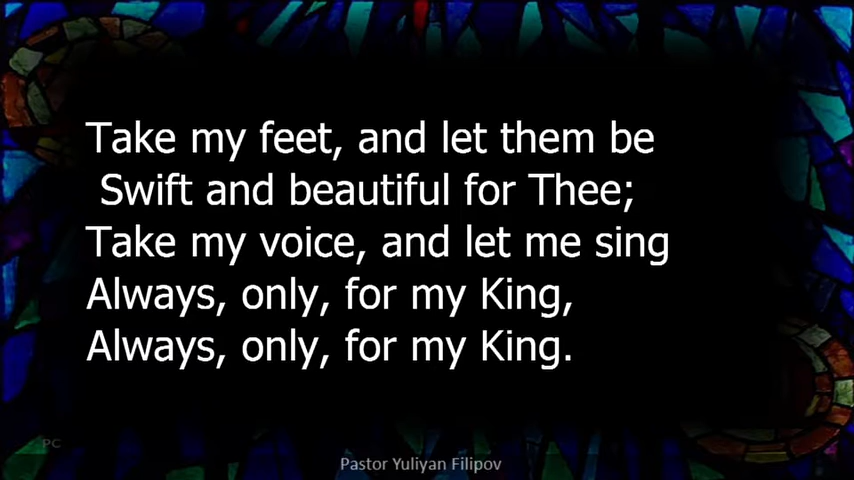 Take my feet, and let them be
Swift and beautiful for Thee;
Take my voice, and let me sing
Always, only, for my King,
Always, only, for my King.
PC
Pastor Yuliyan Filipov